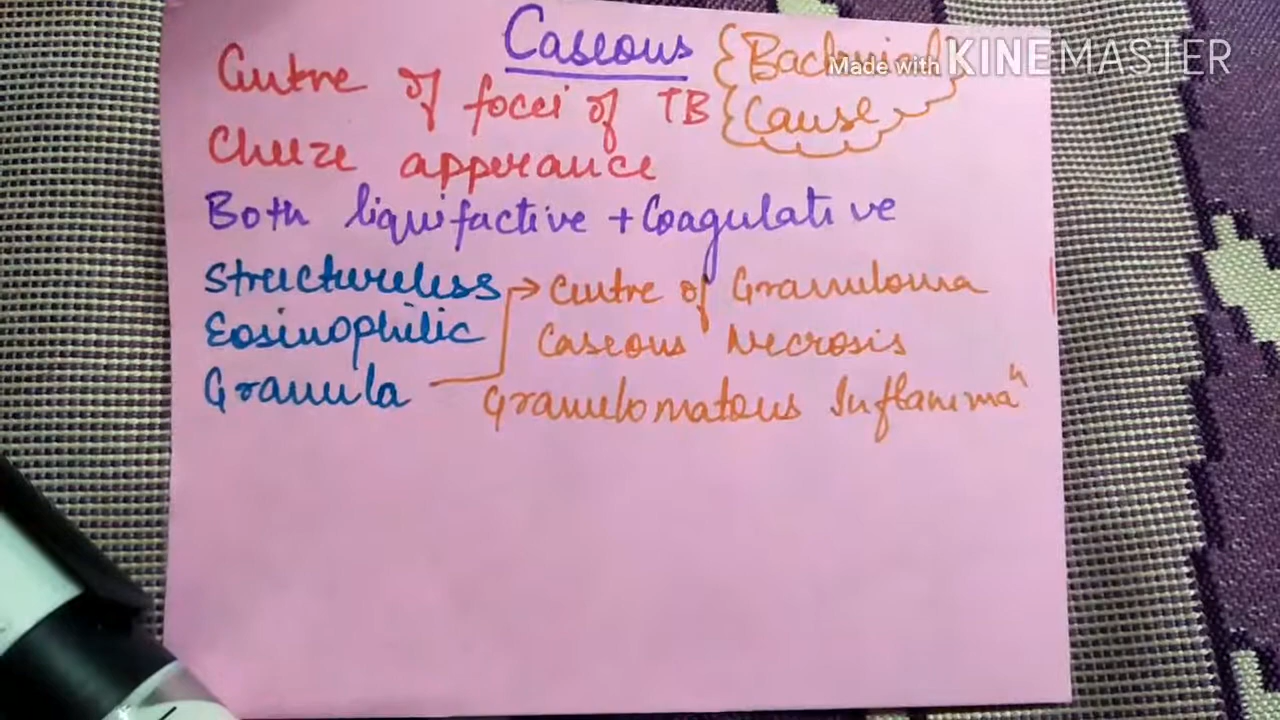 Caseous {Bacterial
Made with KINEMASTER
{Cause
Centre of foci of TB
Cheeze apperance
Both liquifactive + Coagulative
Structureless
Eosinophilic
Granula
→ Centre of Granuloma
Caseous Necrosis
Granulomatous Inflamma"